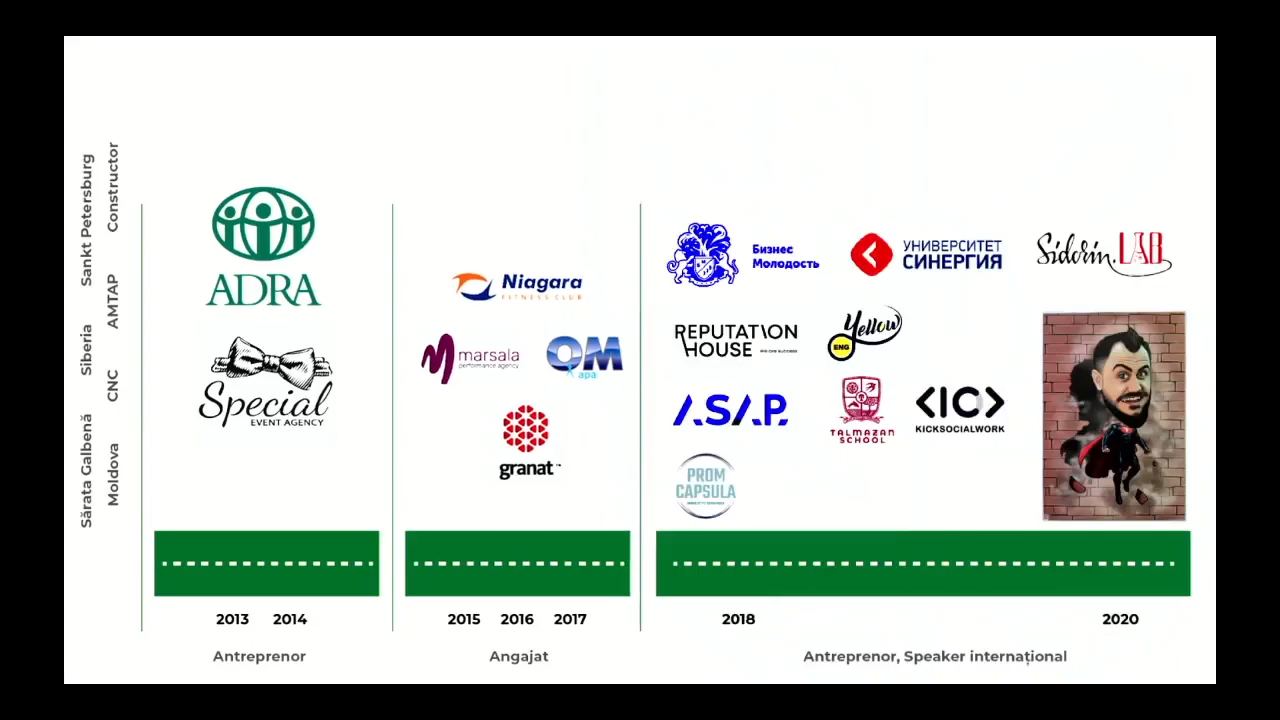 Sankt Petersburg
Constructor
AMTAP
Siberia
CNC
Sărata Galbenă
Moldova
ADRA
Special
EVENT AGENCY
Niagara
FITNESS CLUB
marsala
performance agency
OM
apa
granat™
Бизнес
Молодость
УНИВЕРСИТЕТ
СИНЕРГИЯ
Sidorin.LAB
REPUTATION
HOUSE
Yellow
ENG
ASAP.
TALMAZAN
SCHOOL
KICKSOCIALWORK
PROM
CAPSULA
2013 2014
2015 2016 2017
2018
2020
Antreprenor
Angajat
Antreprenor, Speaker internațional